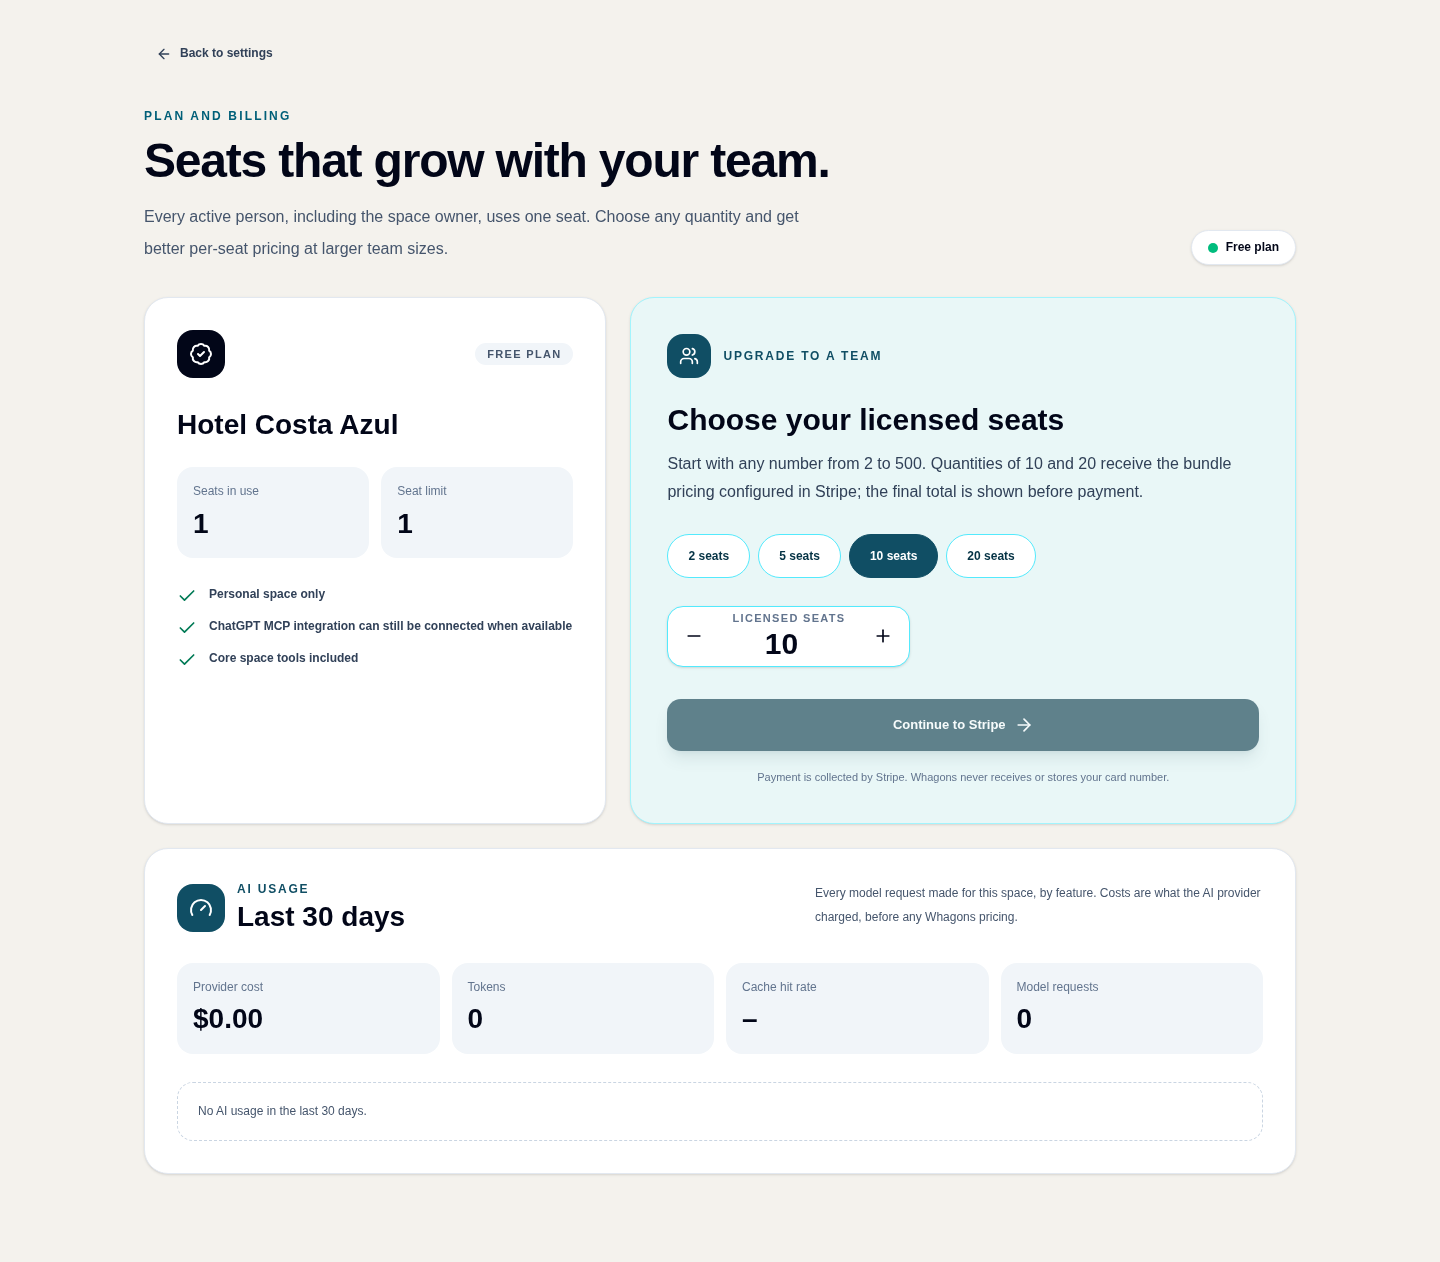 Back to settings
PLAN AND BILLING
Seats that grow with your team.
Every active person, including the space owner, uses one seat. Choose any quantity and get
better per-seat pricing at larger team sizes.
Free plan
FREE PLAN
Hotel Costa Azul
Seats in use
1
Seat limit
1
Personal space only
ChatGPT MCP integration can still be connected when available
Core space tools included
UPGRADE TO A TEAM
Choose your licensed seats
Start with any number from 2 to 500. Quantities of 10 and 20 receive the bundle
pricing configured in Stripe; the final total is shown before payment.
2 seats
5 seats
10 seats
20 seats
LICENSED SEATS
10
Continue to Stripe
Payment is collected by Stripe. Whagons never receives or stores your card number.
AI USAGE
Last 30 days
Every model request made for this space, by feature. Costs are what the AI provider
charged, before any Whagons pricing.
Provider cost
$0.00
Tokens
0
Cache hit rate
–
Model requests
0
No AI usage in the last 30 days.